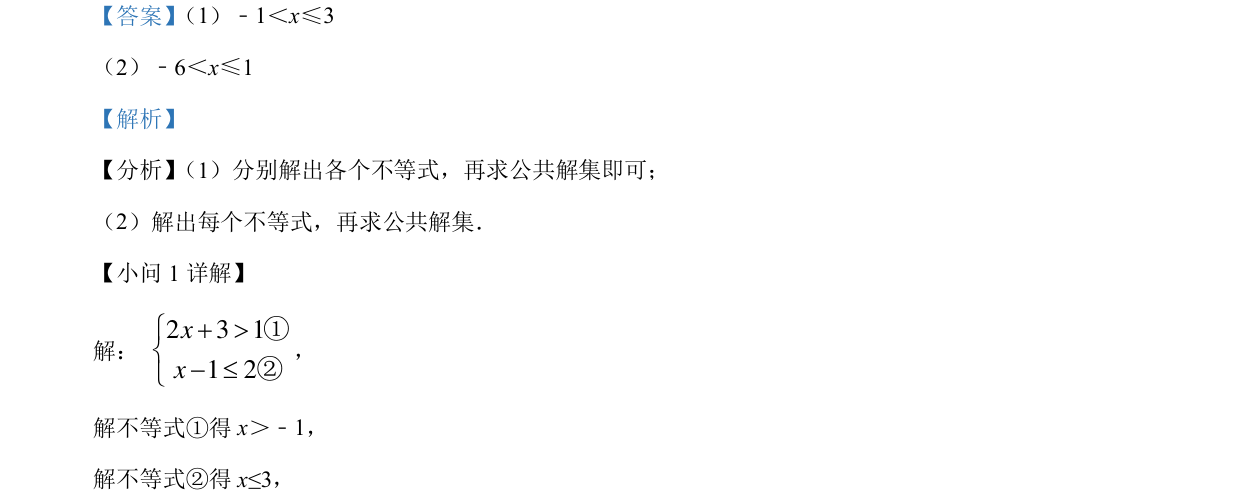 【答案】（1）﹣1＜x≤3
（2）﹣6＜x≤1
【解析】
【分析】（1）分别解出各个不等式，再求公共解集即可；
（2）解出每个不等式，再求公共解集．
【小问 1 详解】
解： { 2x+3>1①
x−1≤2② ，
解不等式①得 x＞﹣1，
解不等式②得 x≤3，